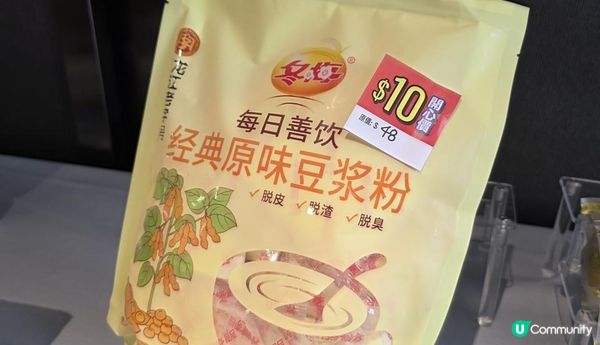 冬梅®
$10 開心價
原價: $ 48
每日善饮
经典原味豆浆粉
✓脱皮 ✓脱渣 ✓脱臭
U Community